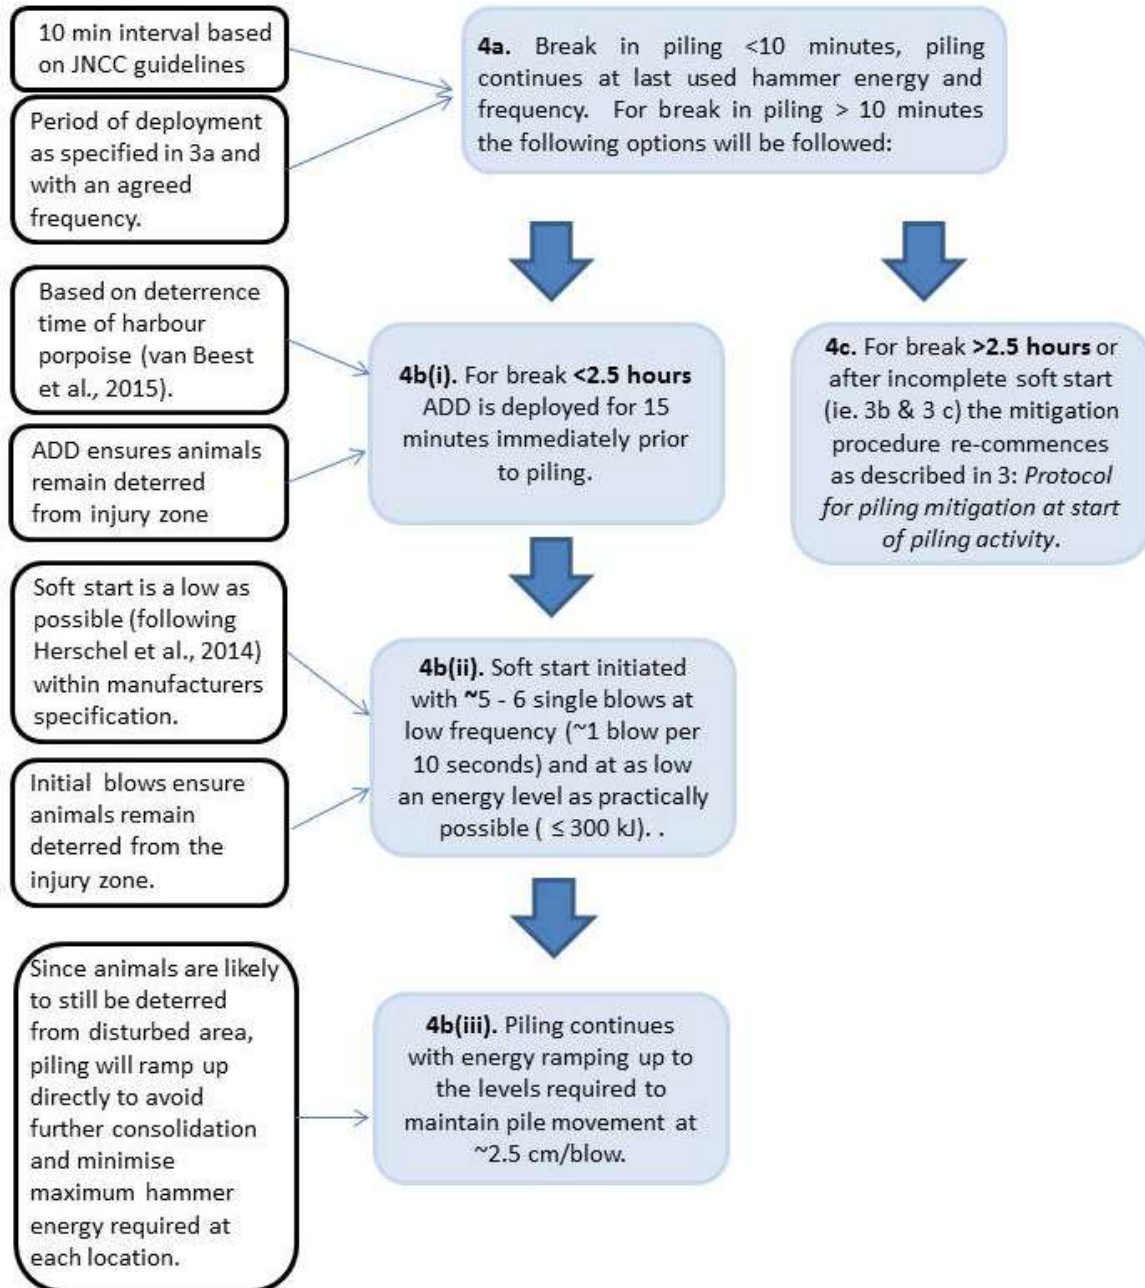 10 min interval based
on JNCC guidelines
Period of deployment
as specified in 3a and
with an agreed
frequency.
4a. Break in piling <10 minutes, piling
continues at last used hammer energy and
frequency. For break in piling > 10 minutes
the following options will be followed:
Based on deterrence
time of harbour
porpoise (van Beest
et al., 2015).
ADD ensures animals
remain deterred
from injury zone
4b(i). For break <2.5 hours
ADD is deployed for 15
minutes immediately prior
to piling.
4c. For break >2.5 hours or
after incomplete soft start
(ie. 3b & 3 c) the mitigation
procedure re-commences
as described in 3: Protocol
for piling mitigation at start
of piling activity.
Soft start is a low as
possible (following
Herschel et al., 2014)
within manufacturers
specification.
Initial blows ensure
animals remain
deterred from the
injury zone.
4b(ii). Soft start initiated
with ~5 - 6 single blows at
low frequency (~1 blow per
10 seconds) and at as low
an energy level as practically
possible ( ≤ 300 kJ). .
Since animals are likely
to still be deterred
from disturbed area,
piling will ramp up
directly to avoid
further consolidation
and minimise
maximum hammer
energy required at
each location.
4b(iii). Piling continues
with energy ramping up to
the levels required to
maintain pile movement at
~2.5 cm/blow.